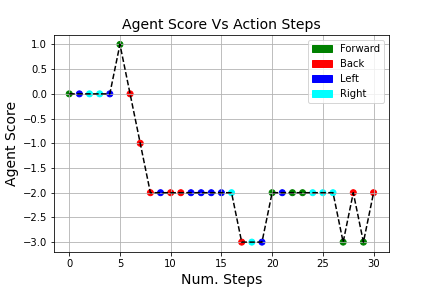 Agent Score Vs Action Steps
1.0
0.5
0.0
−0.5
−1.0
−1.5
−2.0
−2.5
−3.0
Agent Score
Forward
Back
Left
Right
0 5 10 15 20 25 30
Num. Steps